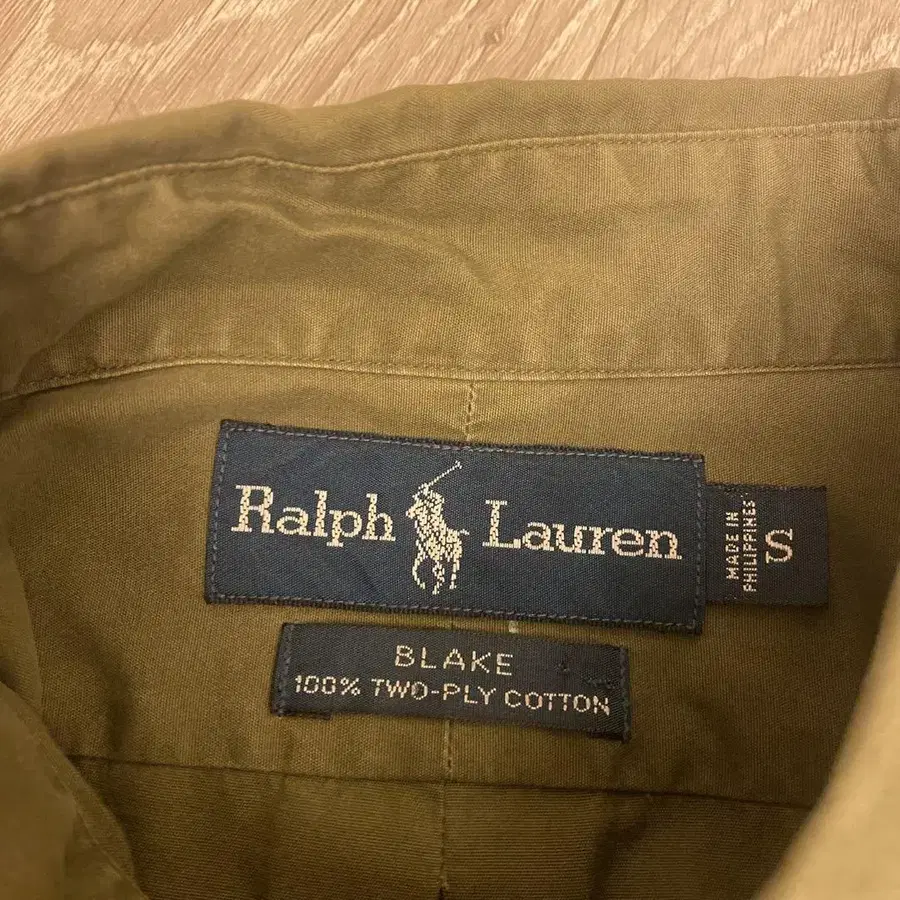 Ralph Lauren
MADE IN
PHILIPPINES
S
BLAKE
100% TWO-PLY COTTON